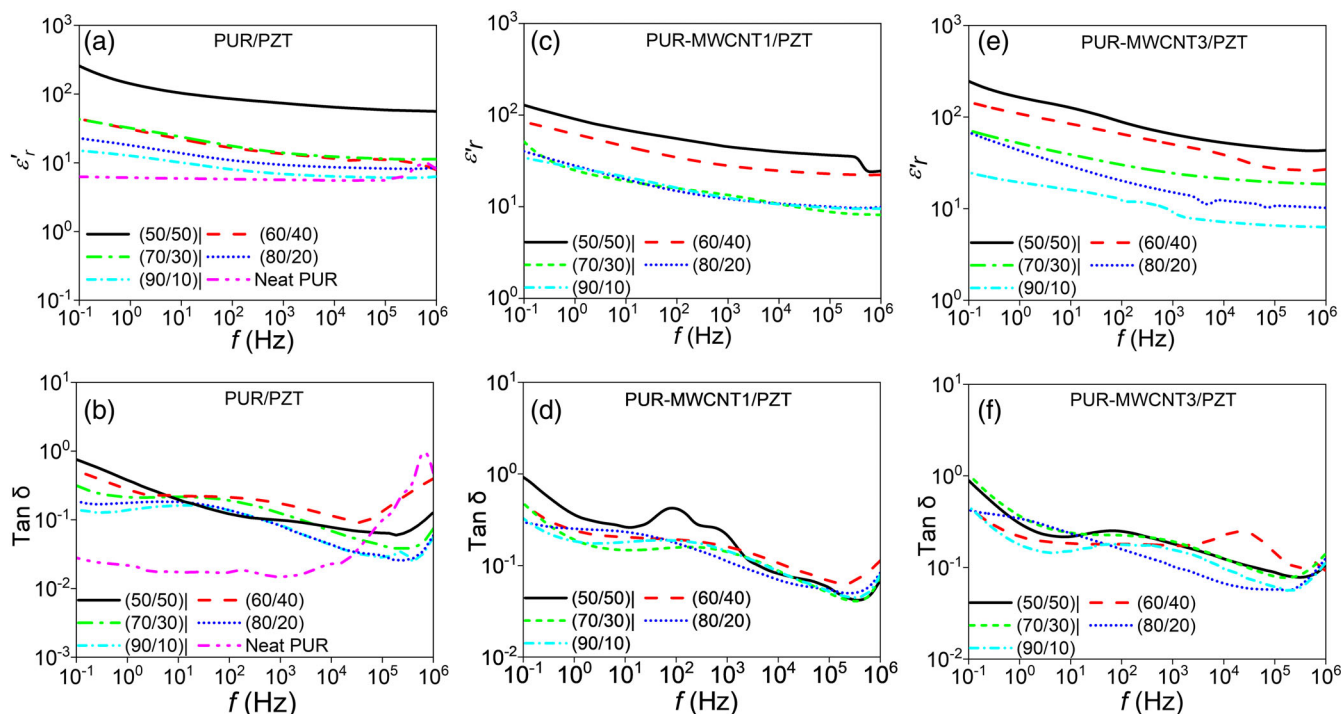 (a)
PUR/PZT
10³
10²
10¹
10⁰
10⁻¹
ε'r
(50/50)| (60/40)
(70/30)| (80/20)
(90/10)| Neat PUR
10⁻¹ 10⁰ 10¹ 10² 10³ 10⁴ 10⁵ 10⁶
f (Hz)
(c)
PUR-MWCNT1/PZT
10³
10²
10¹
10⁰
ε'r
(50/50)| (60/40)
(70/30)| (80/20)
(90/10)
10⁻¹ 10⁰ 10¹ 10² 10³ 10⁴ 10⁵ 10⁶
f (Hz)
(e)
PUR-MWCNT3/PZT
10³
10²
10¹
10⁰
ε'r
(50/50)| (60/40)
(70/30)| (80/20)
(90/10)
10⁻¹ 10⁰ 10¹ 10² 10³ 10⁴ 10⁵ 10⁶
f (Hz)
(b)
PUR/PZT
10¹
10⁰
10⁻¹
10⁻²
10⁻³
Tan δ
(50/50)| (60/40)
(70/30)| (80/20)
(90/10)| Neat PUR
10⁻¹ 10⁰ 10¹ 10² 10³ 10⁴ 10⁵ 10⁶
f (Hz)
(d)
PUR-MWCNT1/PZT
10¹
10⁰
10⁻¹
10⁻²
Tan δ
(50/50)| (60/40)
(70/30)| (80/20)
(90/10)
10⁻¹ 10⁰ 10¹ 10² 10³ 10⁴ 10⁵ 10⁶
f (Hz)
(f)
PUR-MWCNT3/PZT
10¹
10⁰
10⁻¹
10⁻²
Tan δ
(50/50)| (60/40)
(70/30)| (80/20)
(90/10)
10⁻¹ 10⁰ 10¹ 10² 10³ 10⁴ 10⁵ 10⁶
f (Hz)